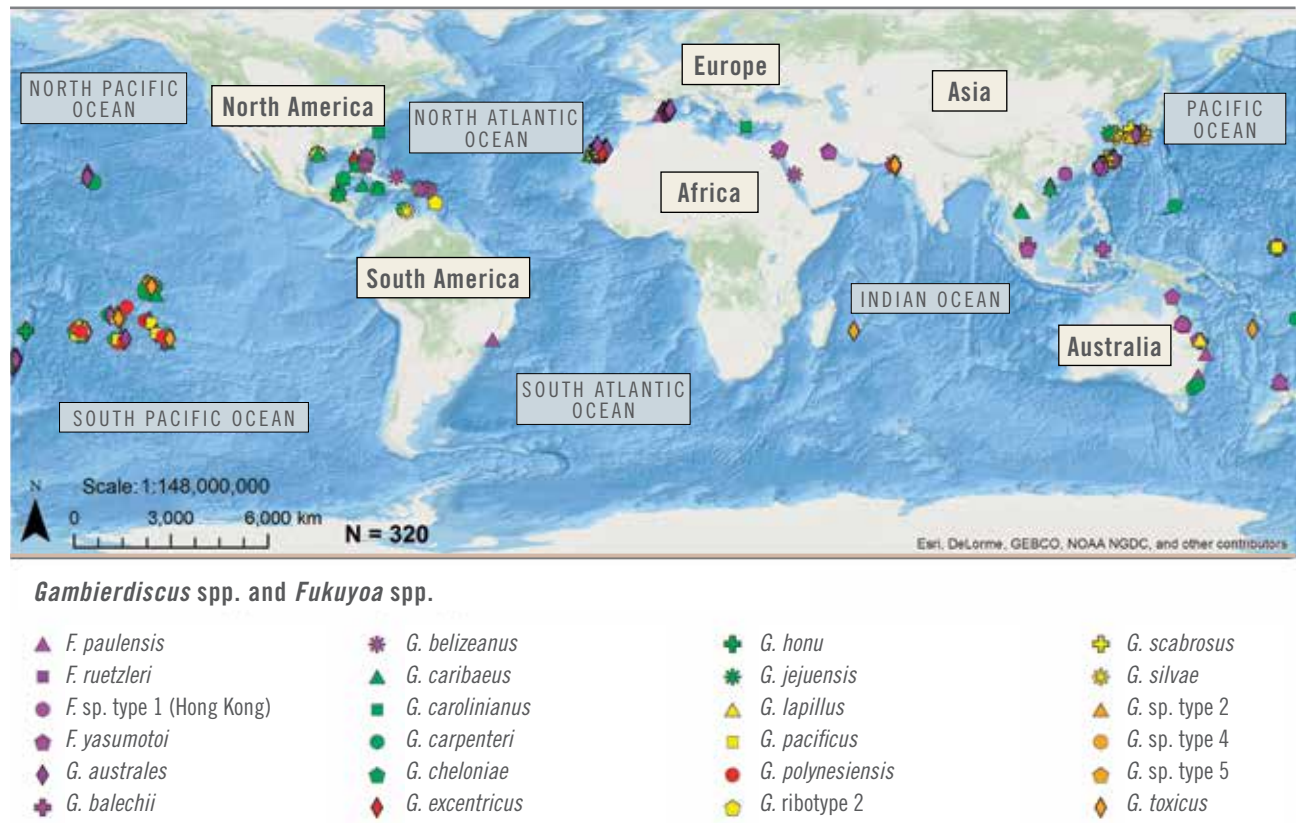 Europe
Asia
NORTH PACIFIC
OCEAN
North America
NORTH ATLANTIC
OCEAN
PACIFIC
OCEAN
Africa
South America
INDIAN OCEAN
Australia
SOUTH ATLANTIC
OCEAN
SOUTH PACIFIC OCEAN
N
Scale: 1:148,000,000
0 3,000 6,000 km
N = 320
Esri, DeLorme, GEBCO, NOAA NGDC, and other contributors
Gambierdiscus spp. and Fukuyoa spp.
F. paulensis
F. ruetzleri
F. sp. type 1 (Hong Kong)
F. yasumotoi
G. australes
G. balechii
G. belizeanus
G. caribaeus
G. carolinianus
G. carpenteri
G. cheloniae
G. excentricus
G. honu
G. jejuensis
G. lapillus
G. pacificus
G. polynesiensis
G. ribotype 2
G. scabrosus
G. silvae
G. sp. type 2
G. sp. type 4
G. sp. type 5
G. toxicus